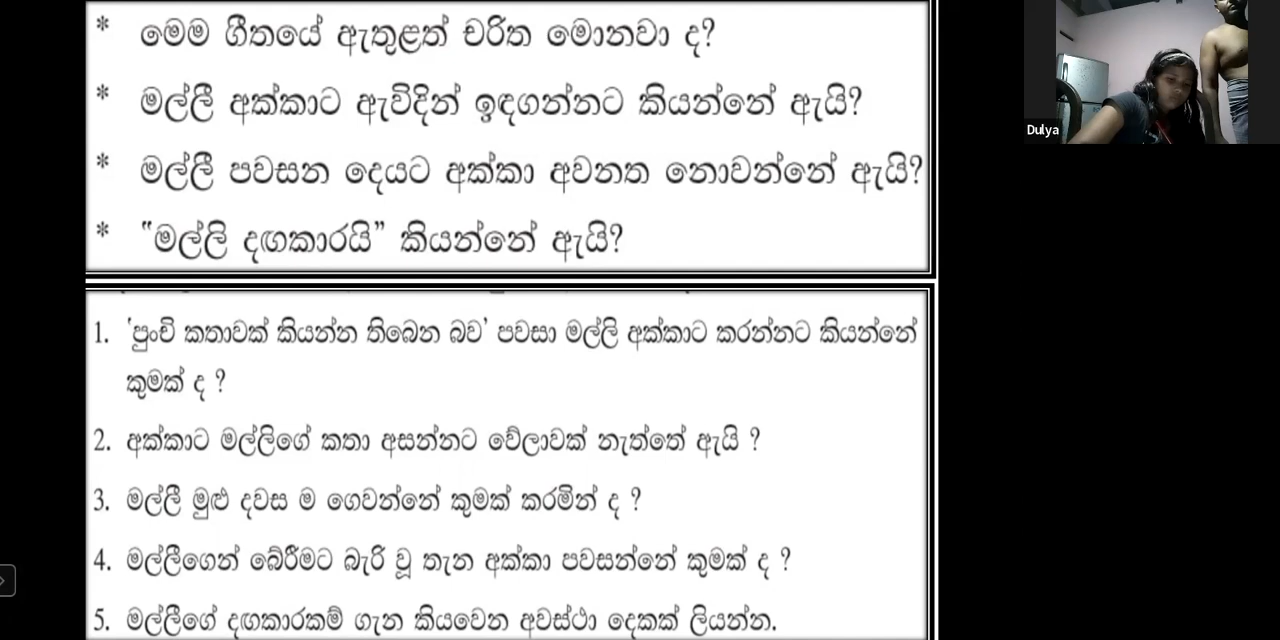 * මෙම ගීතයේ ඇතුළත් චරිත මොනවා ද?
* මල්ලී අක්කාට ඇවිදින් ඉඳගන්නට කියන්නේ ඇයි?
* මල්ලී පවසන දෙයට අක්කා අවනත නොවන්නේ ඇයි?
* “මල්ලි දඟකාරයි” කියන්නේ ඇයි?
1. ‘පුංචි කතාවක් කියන්න තිබෙන බව’ පවසා මල්ලි අක්කාට කරන්නට කියන්නේ
කුමක් ද ?
2. අක්කාට මල්ලිගේ කතා අසන්නට වේලාවක් නැත්තේ ඇයි ?
3. මල්ලී මුළු දවස ම ගෙවන්නේ කුමක් කරමින් ද ?
4. මල්ලීගෙන් බේරීමට බැරි වූ තැන අක්කා පවසන්නේ කුමක් ද ?
5. මල්ලීගේ දඟකාරකම් ගැන කියවෙන අවස්ථා දෙකක් ලියන්න.
Dulya